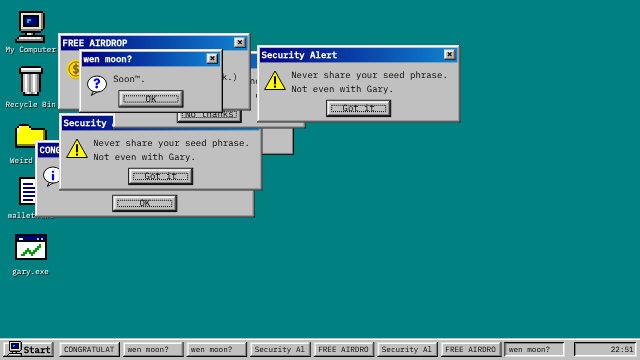 My Computer
Recycle Bin
Weird
gary.exe
FREE AIRDROP
wen moon?
Soon™.
k.)
OK
No thanks
Security Alert
Never share your seed phrase.
Not even with Gary.
Got it
Security
Never share your seed phrase.
Not even with Gary.
Got it
CONG
OK
Start
CONGRATULAT
wen moon?
wen moon?
Security Al
FREE AIRDRO
Security Al
FREE AIRDRO
wen moon?
22:51